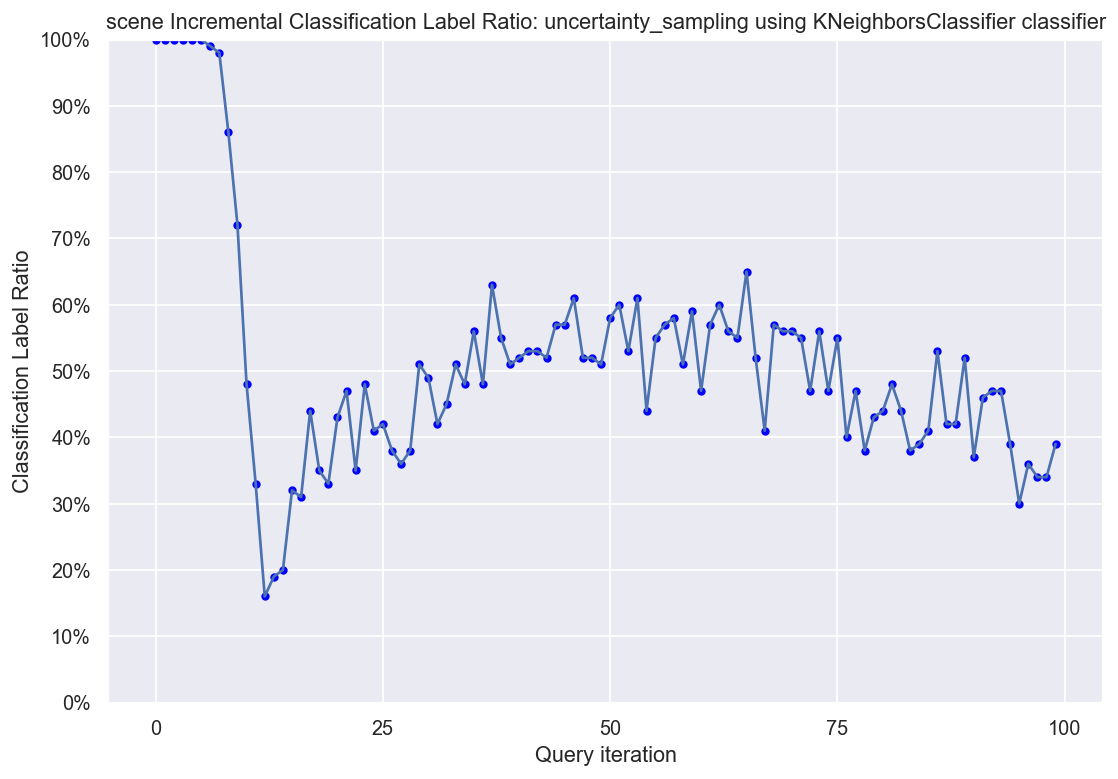 scene Incremental Classification Label Ratio: uncertainty_sampling using KNeighborsClassifier classifier
100%
90%
80%
70%
60%
50%
40%
30%
20%
10%
0%
Classification Label Ratio
0 25 50 75 100
Query iteration